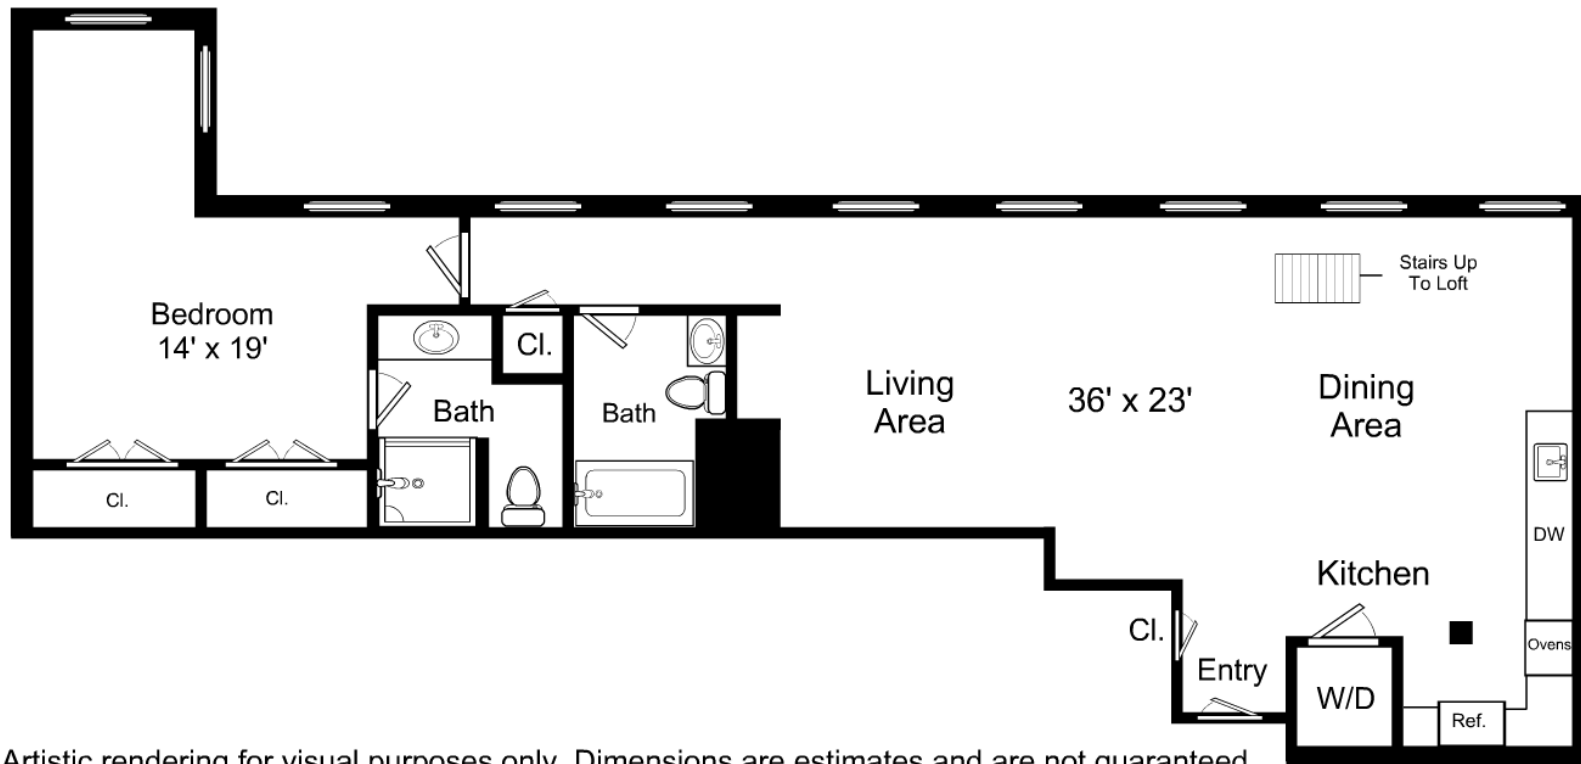 Stairs Up
To Loft
Bedroom
14' x 19'
Cl.
Bath
Bath
Living
Area
36' x 23'
Dining
Area
Cl.
Cl.
DW
Kitchen
Cl.
Ovens
Entry
W/D
Ref.
Artistic rendering for visual purposes only. Dimensions are estimates and are not guaranteed